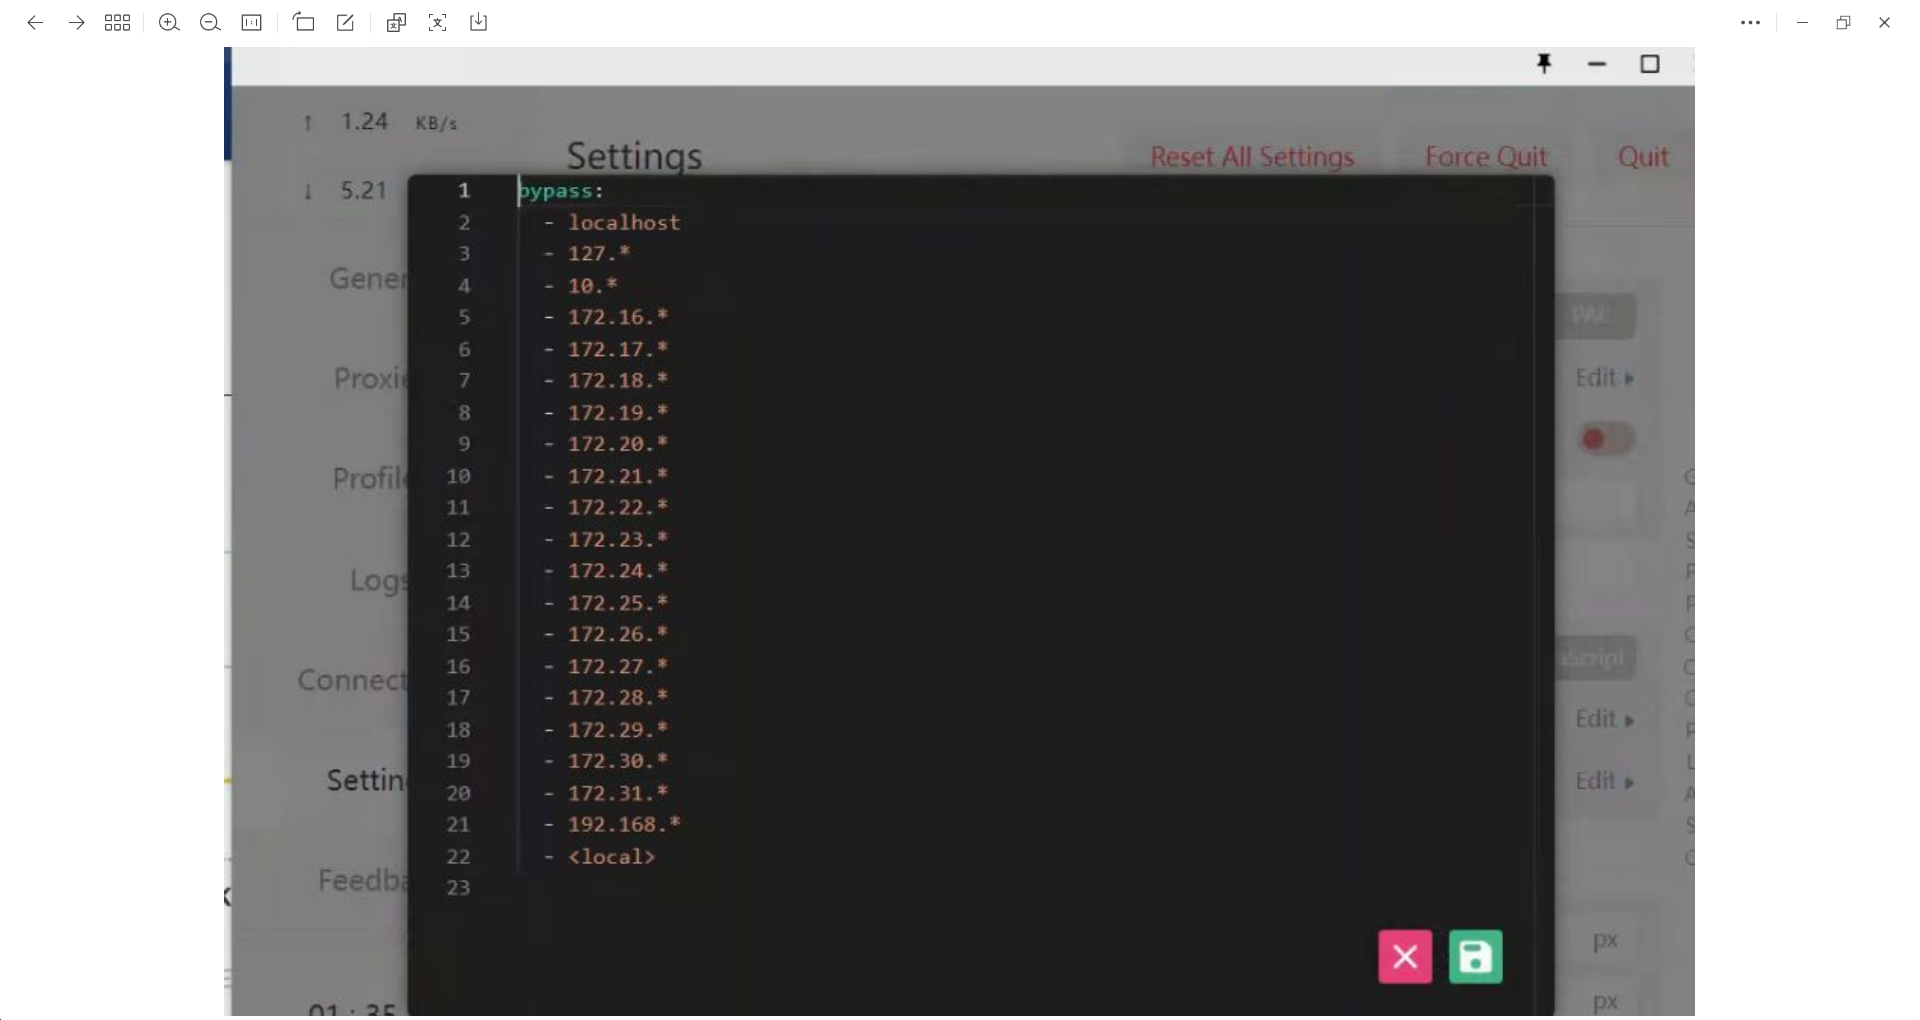 ↑ 1.24 KB/s
Settings
Reset All Settings
Force Quit
Quit
↓ 5.21
1 bypass:
2 - localhost
3 - 127.*
4 - 10.*
5 - 172.16.*
6 - 172.17.*
7 - 172.18.*
8 - 172.19.*
9 - 172.20.*
10 - 172.21.*
11 - 172.22.*
12 - 172.23.*
13 - 172.24.*
14 - 172.25.*
15 - 172.26.*
16 - 172.27.*
17 - 172.28.*
18 - 172.29.*
19 - 172.30.*
20 - 172.31.*
21 - 192.168.*
22 - <local>
23
Gener
Proxie
Profil
Logs
Connect
Settin
Feedba
01 : 35
PAC
Edit
aScript
Edit
Edit
px
px